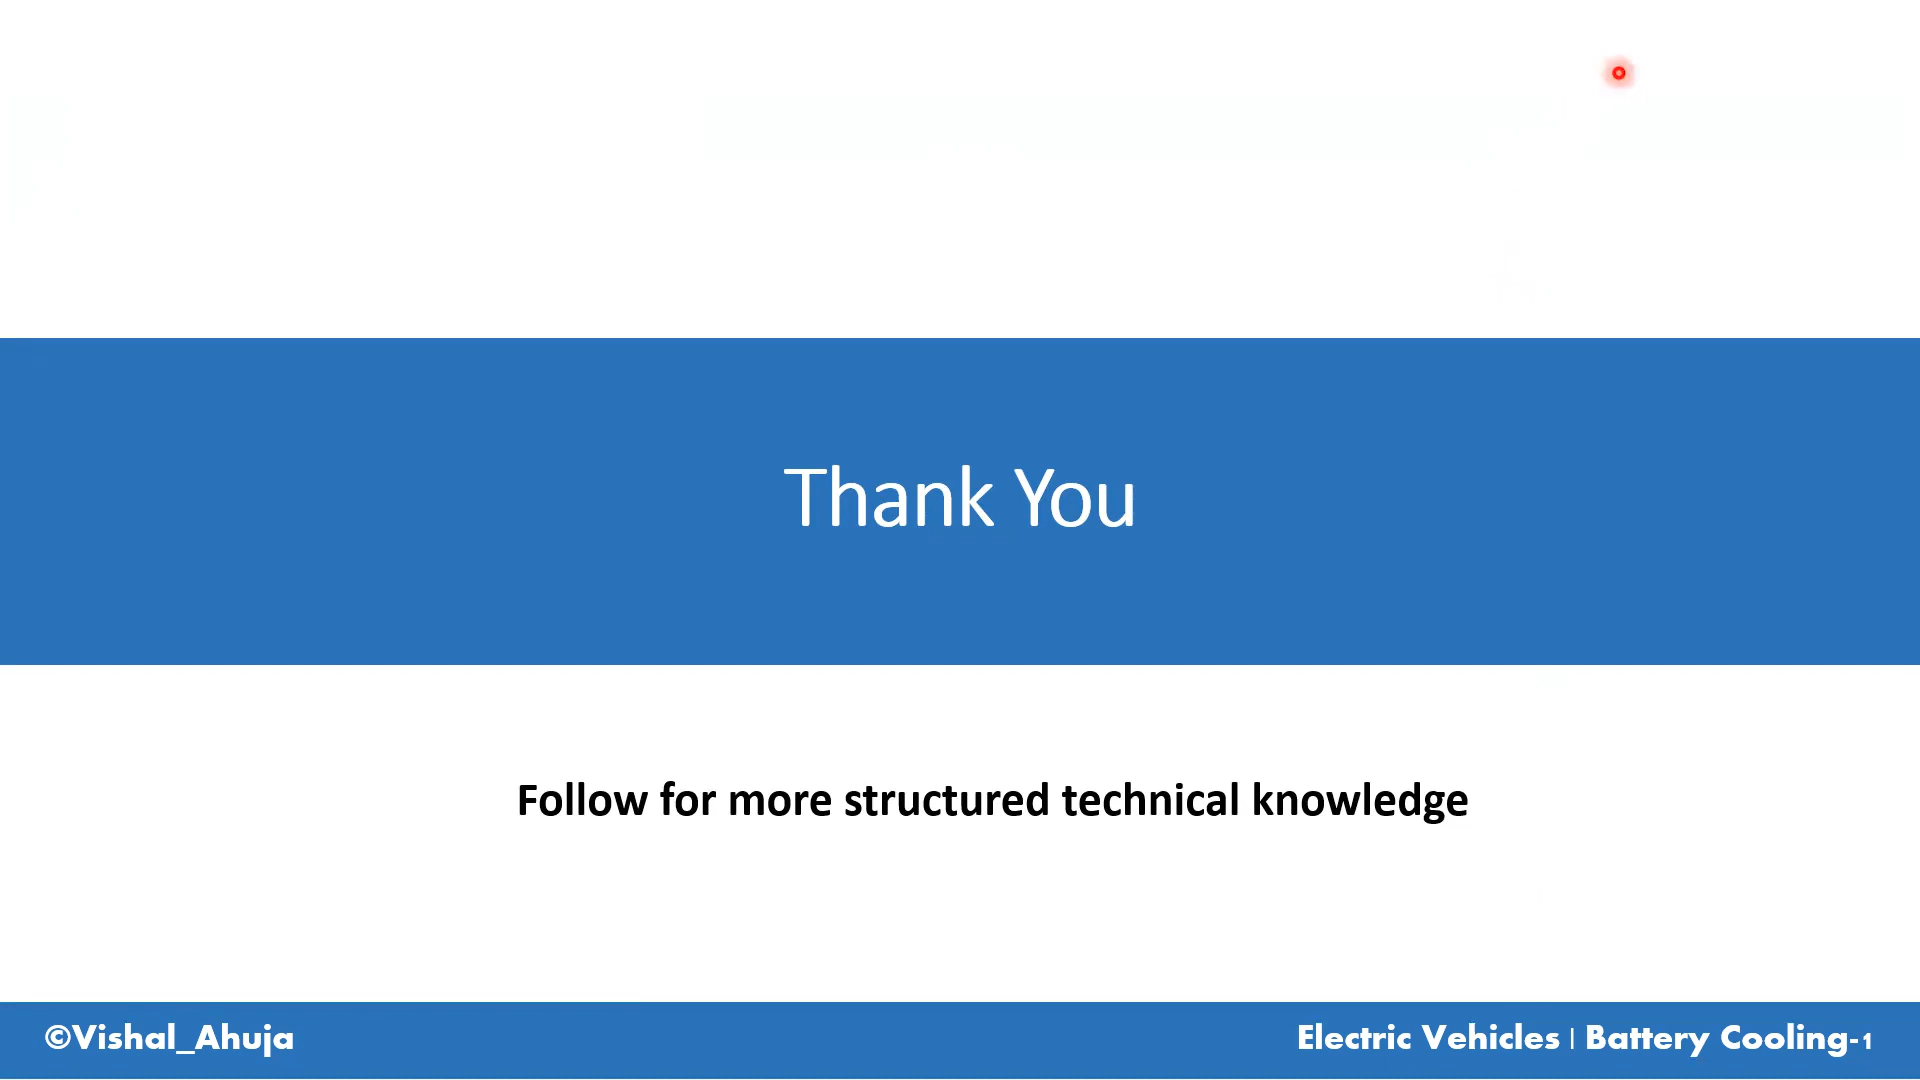 Thank You
Follow for more structured technical knowledge
©Vishal_Ahuja
Electric Vehicles | Battery Cooling-1